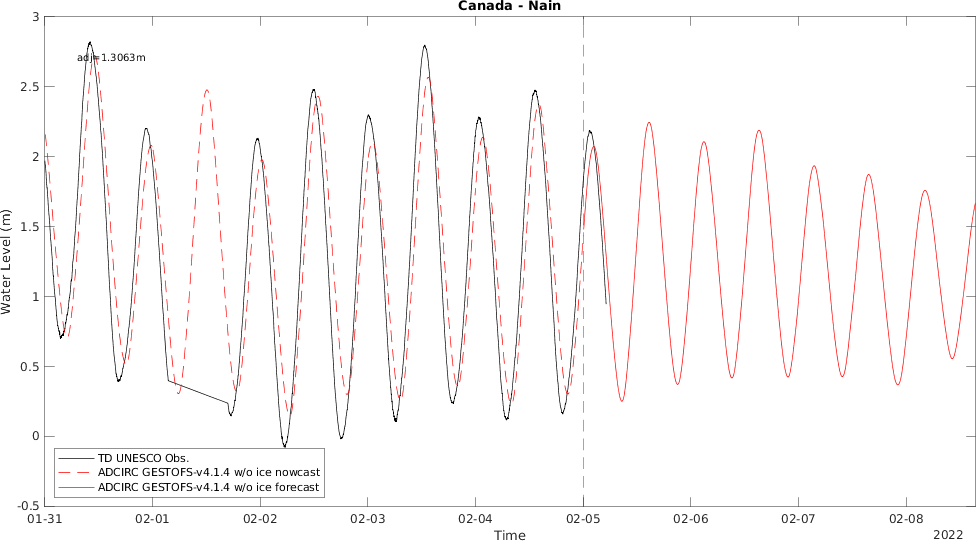 Canada - Nain
adj=1.3063m
Water Level (m)
3
2.5
2
1.5
1
0.5
0
-0.5
TD UNESCO Obs.
ADCIRC GESTOFS-v4.1.4 w/o ice nowcast
ADCIRC GESTOFS-v4.1.4 w/o ice forecast
01-31 02-01 02-02 02-03 02-04 02-05 02-06 02-07 02-08
Time
2022